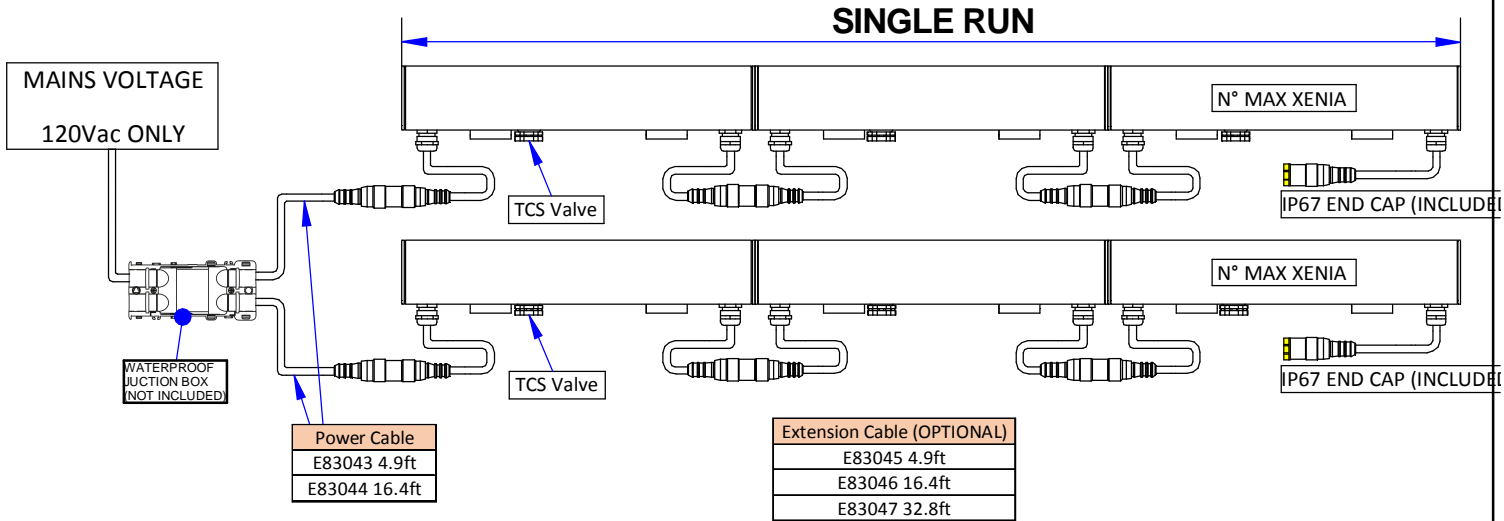 SINGLE RUN
MAINS VOLTAGE
120Vac ONLY
N° MAX XENIA
TCS Valve
IP67 END CAP (INCLUDED
N° MAX XENIA
WATERPROOF
JUCTION BOX
(NOT INCLUDED)
TCS Valve
IP67 END CAP (INCLUDED
Power Cable
E83043 4.9ft
E83044 16.4ft
Extension Cable (OPTIONAL)
E83045 4.9ft
E83046 16.4ft
E83047 32.8ft